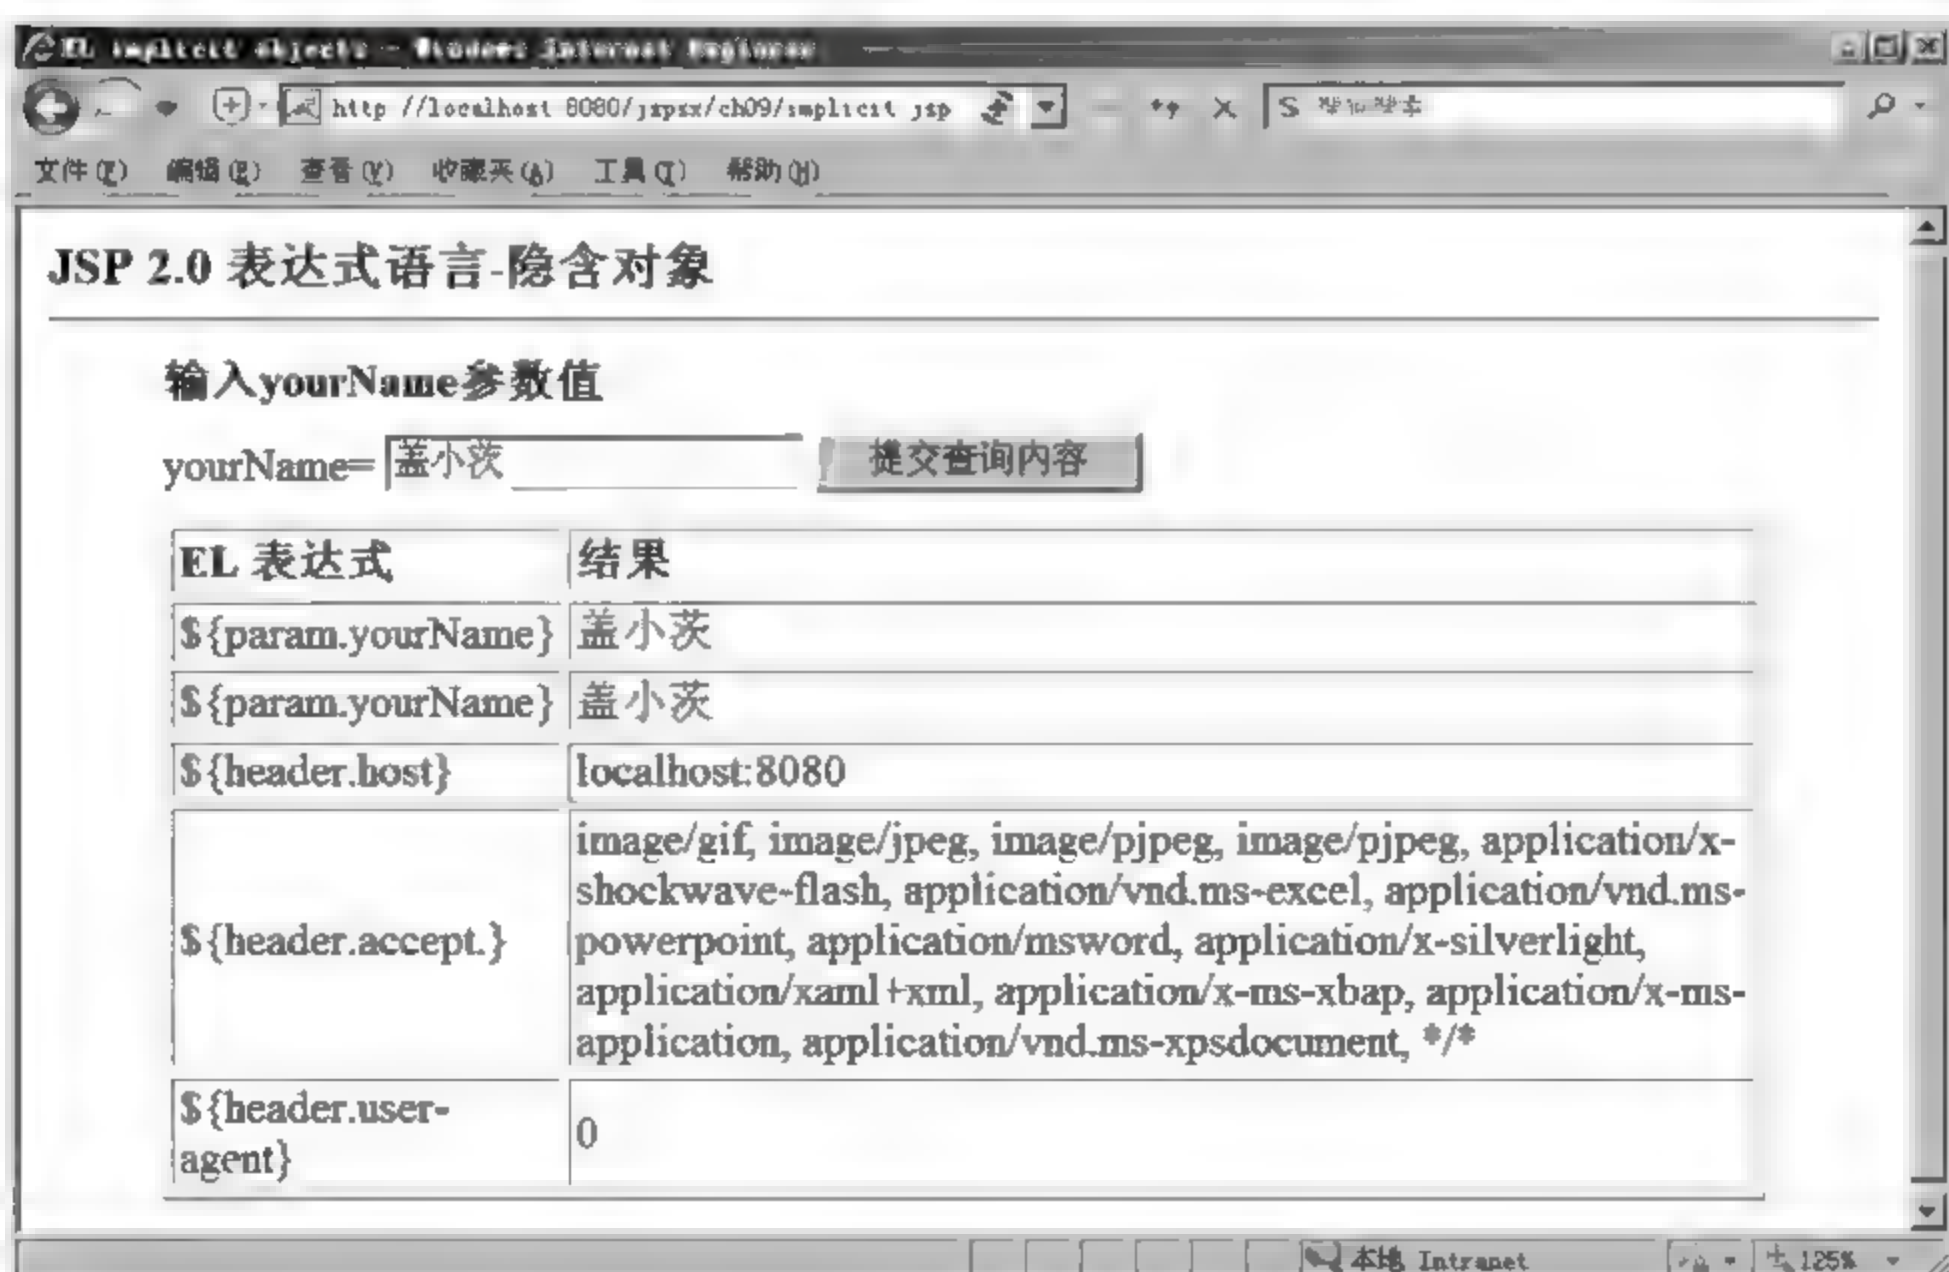 EL implicit objects - Windows Internet Explorer
http //localhost 8080/jspsx/ch09/implicit jsp
文件(F) 编辑(E) 查看(V) 收藏夹(A) 工具(T) 帮助(H)
JSP 2.0 表达式语言-隐含对象
输入yourName参数值
yourName= 盖小茨 提交查询内容
EL 表达式 结果
${param.yourName} 盖小茨
${param.yourName} 盖小茨
${header.host} localhost:8080
image/gif, image/jpeg, image/pjpeg, image/pjpeg, application/x-
shockwave-flash, application/vnd.ms-excel, application/vnd.ms-
${header.accept.} powerpoint, application/msword, application/x-silverlight,
application/xaml+xml, application/x-ms-xbap, application/x-ms-
application, application/vnd.ms-xpsdocument, */*
${header.user-
agent} 0
本地 Intranet 125%